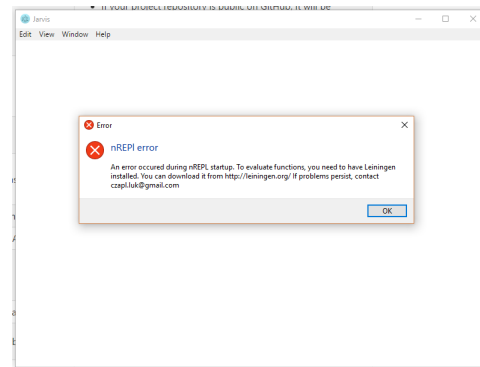 If your project repository is public on GitHub. It will be
Jarvis
Edit View Window Help
Error
nREPl error
An error occured during nREPL startup. To evaluate functions, you need to have Leiningen
installed. You can download it from http://leiningen.org/ If problems persist, contact
czapl.luk@gmail.com
OK